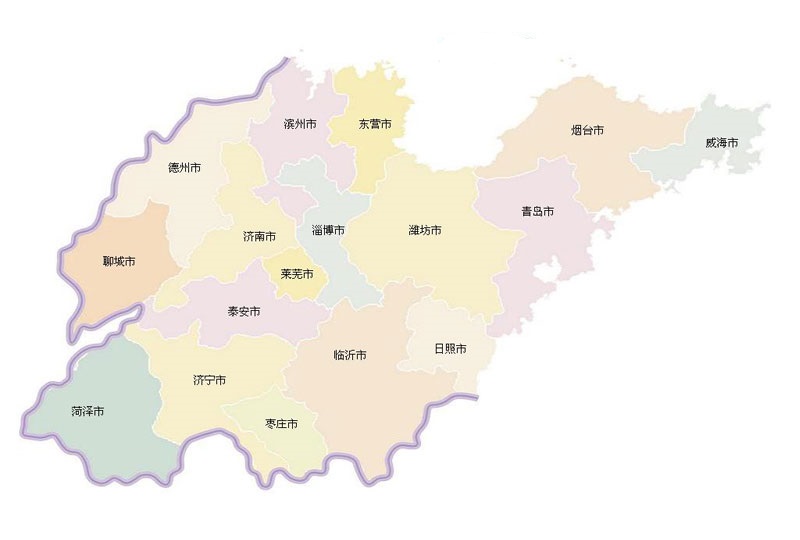 滨州市
东营市
烟台市
威海市
德州市
青岛市
济南市
淄博市
潍坊市
聊城市
莱芜市
泰安市
日照市
临沂市
济宁市
菏泽市
枣庄市